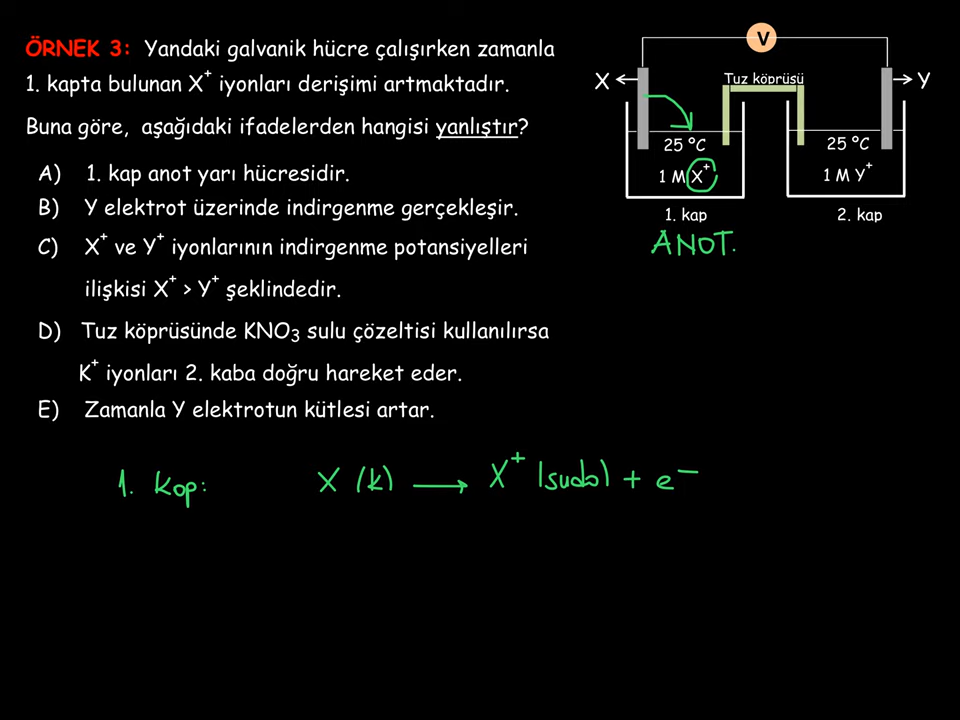 ÖRNEK 3: Yandaki galvanik hücre çalışırken zamanla
1. kapta bulunan X⁺ iyonları derişimi artmaktadır.
Buna göre, aşağıdaki ifadelerden hangisi yanlıştır?
A) 1. kap anot yarı hücresidir.
B) Y elektrot üzerinde indirgenme gerçekleşir.
C) X⁺ ve Y⁺ iyonlarının indirgenme potansiyelleri
ilişkisi X⁺ > Y⁺ şeklindedir.
D) Tuz köprüsünde KNO₃ sulu çözeltisi kullanılırsa
K⁺ iyonları 2. kaba doğru hareket eder.
E) Zamanla Y elektrotun kütlesi artar.
V
X
Tuz köprüsü
Y
25 °C
1 M X⁺
1. kap
25 °C
1 M Y⁺
2. kap
ANOT.
1. Kap: X (k) → X⁺ (suda) + e⁻